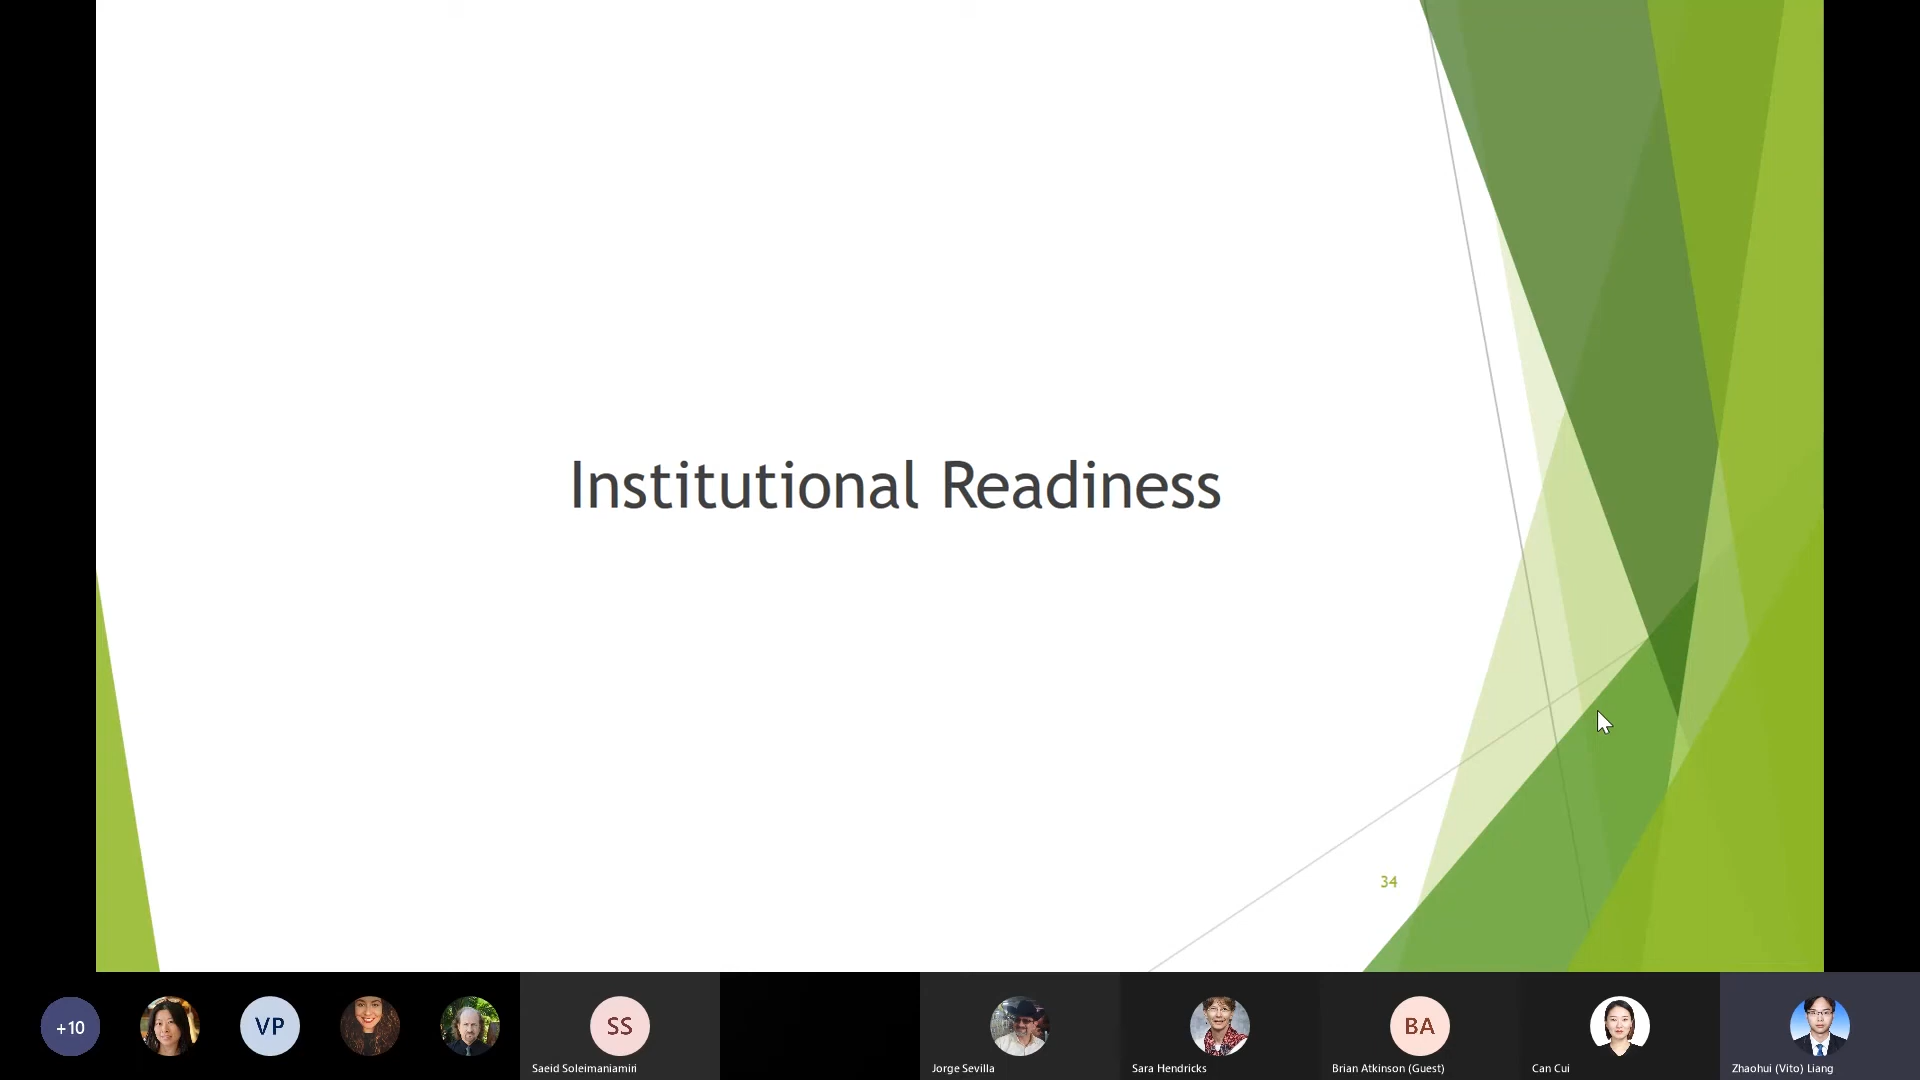 Institutional Readiness
34
+10
VP
SS
Saeid Soleimaniamiri
Jorge Sevilla
Sara Hendricks
BA
Brian Atkinson (Guest)
Can Cui
Zhaohui (Vito) Liang